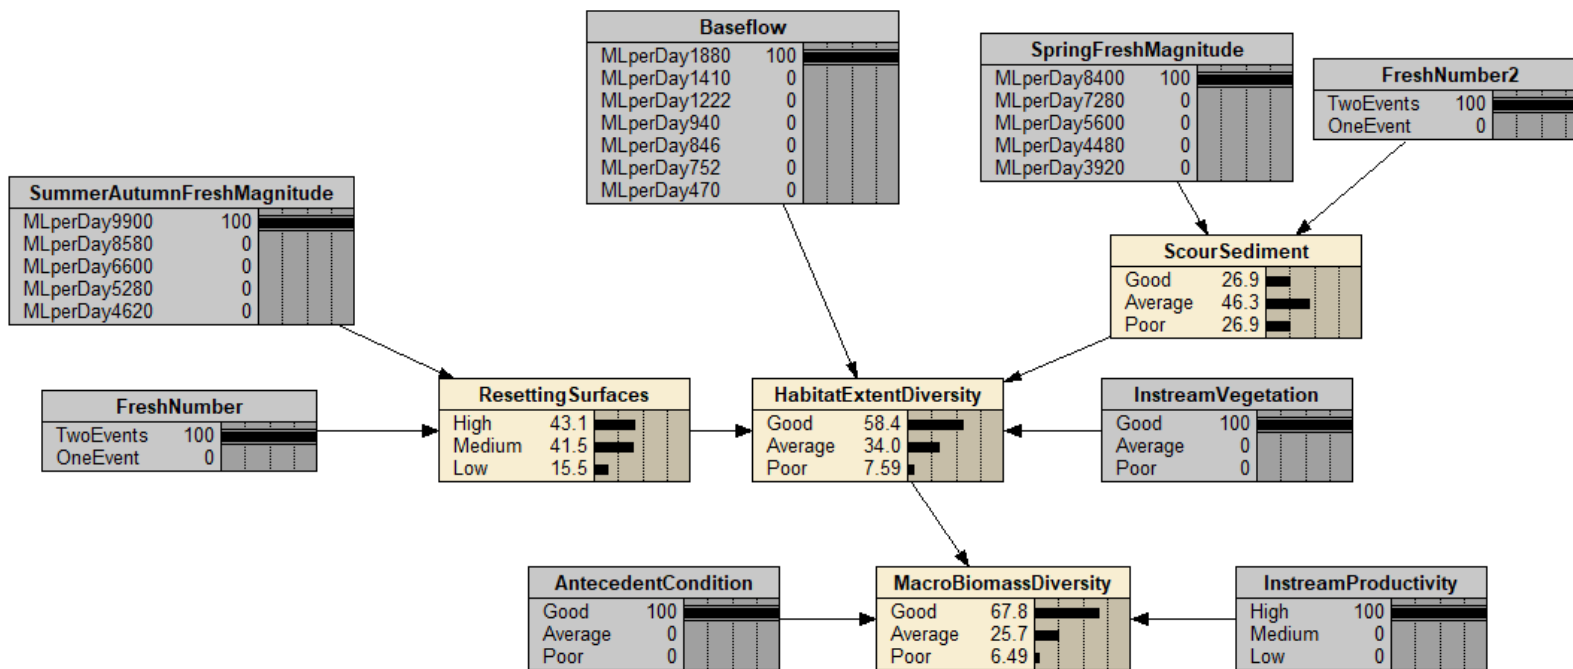 Baseflow
MLperDay1880 100
MLperDay1410 0
MLperDay1222 0
MLperDay940 0
MLperDay846 0
MLperDay752 0
MLperDay470 0
SpringFreshMagnitude
MLperDay8400 100
MLperDay7280 0
MLperDay5600 0
MLperDay4480 0
MLperDay3920 0
FreshNumber2
TwoEvents 100
OneEvent 0
SummerAutumnFreshMagnitude
MLperDay9900 100
MLperDay8580 0
MLperDay6600 0
MLperDay5280 0
MLperDay4620 0
ScourSediment
Good 26.9
Average 46.3
Poor 26.9
FreshNumber
TwoEvents 100
OneEvent 0
ResettingSurfaces
High 43.1
Medium 41.5
Low 15.5
HabitatExtentDiversity
Good 58.4
Average 34.0
Poor 7.59
InstreamVegetation
Good 100
Average 0
Poor 0
AntecedentCondition
Good 100
Average 0
Poor 0
MacroBiomassDiversity
Good 67.8
Average 25.7
Poor 6.49
InstreamProductivity
High 100
Medium 0
Low 0